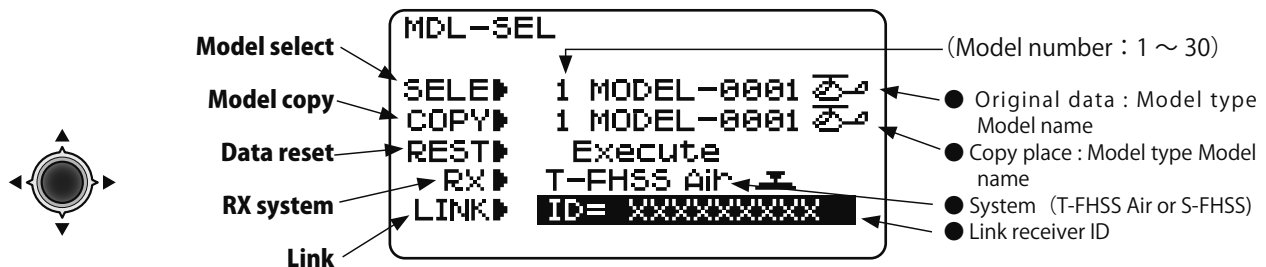 MDL-SEL
Model select
(Model number：1 ～ 30)
SELE 1 MODEL-0001
Model copy
● Original data : Model type
Model name
COPY 1 MODEL-0001
Data reset
REST Execute
● Copy place : Model type Model
name
RX T-FHSS Air
RX system
● System (T-FHSS Air or S-FHSS)
LINK ID= XXXXXXXXX
● Link receiver ID
Link